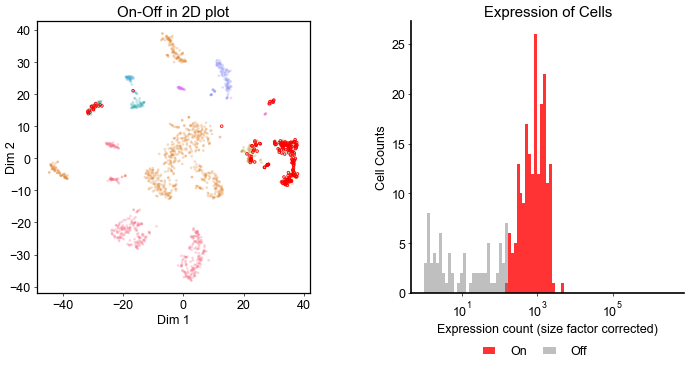 On-Off in 2D plot
40
30
20
10
0
−10
−20
−30
−40
Dim 2
−40 −20 0 20 40
Dim 1
Expression of Cells
25
20
15
10
5
0
Cell Counts
10^1 10^3 10^5
Expression count (size factor corrected)
On Off